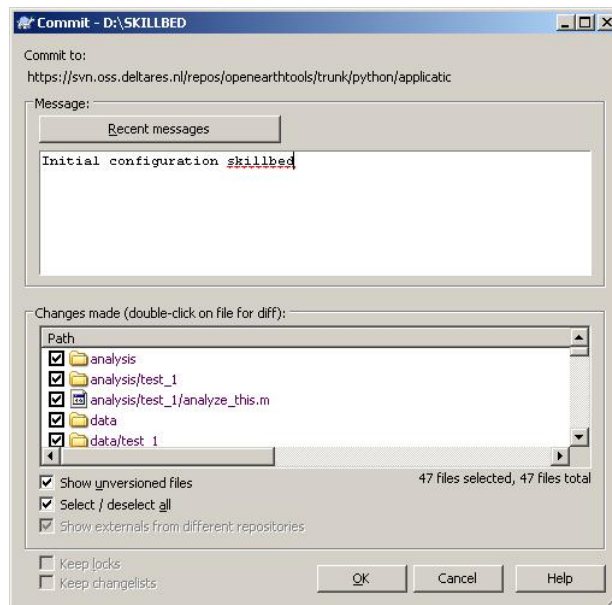 Commit - D:\SKILLBED
Commit to:
https://svn.oss.deltares.nl/repos/openearthtools/trunk/python/applicatic
Message:
Recent messages
Initial configuration skillbed
Changes made (double-click on file for diff):
Path
analysis
analysis/test_1
analysis/test_1/analyze_this.m
data
data/test_1
Show unversioned files
47 files selected, 47 files total
Select / deselect all
Show externals from different repositories
Keep locks
Keep changelists
OK
Cancel
Help